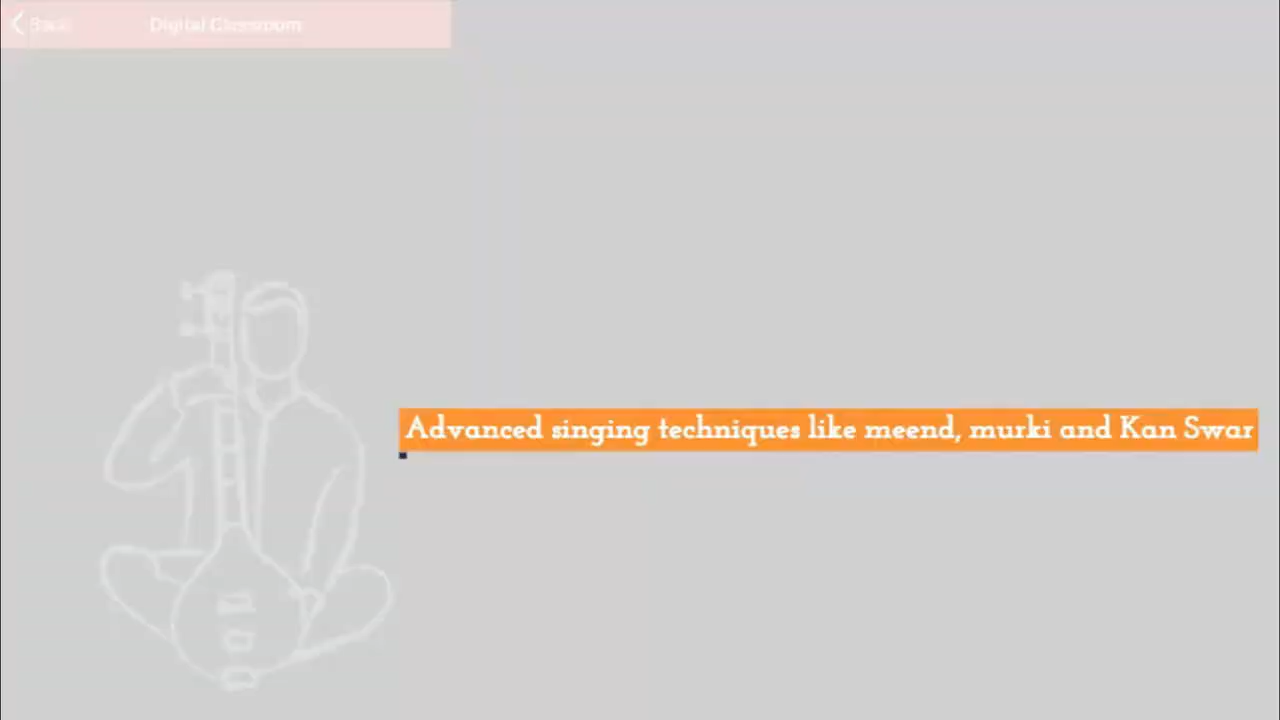 Back
Digital Classroom
Advanced singing techniques like meend, murki and Kan Swar